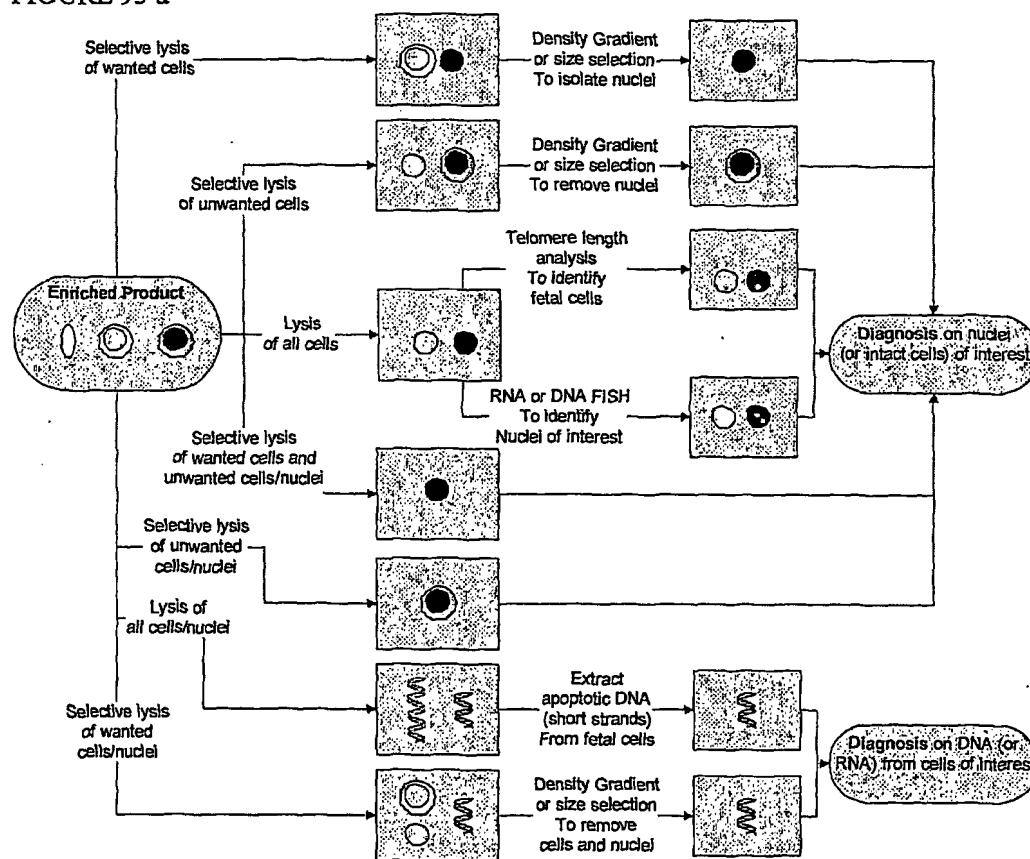 FIGURE 93 a
Selective lysis
of wanted cells
Density Gradient
or size selection
To isolate nuclei
Selective lysis
of unwanted cells
Density Gradient
or size selection
To remove nuclei
Telomere length
analysis
To identify
fetal cells
Enriched Product
Lysis
of all cells
Diagnosis on nuclei
(or intact cells) of interest
RNA or DNA FISH
To Identify
Nuclei of interest
Selective lysis
of wanted cells and
unwanted cells/nuclei
Selective lysis
of unwanted
cells/nuclei
Lysis of
all cells/nuclei
Extract
apoptotic DNA
(short strands)
From fetal cells
Selective lysis
of wanted
cells/nuclei
Diagnosis on DNA (or
RNA) from cells of Interest
Density Gradient
or size selection
To remove
cells and nuclei